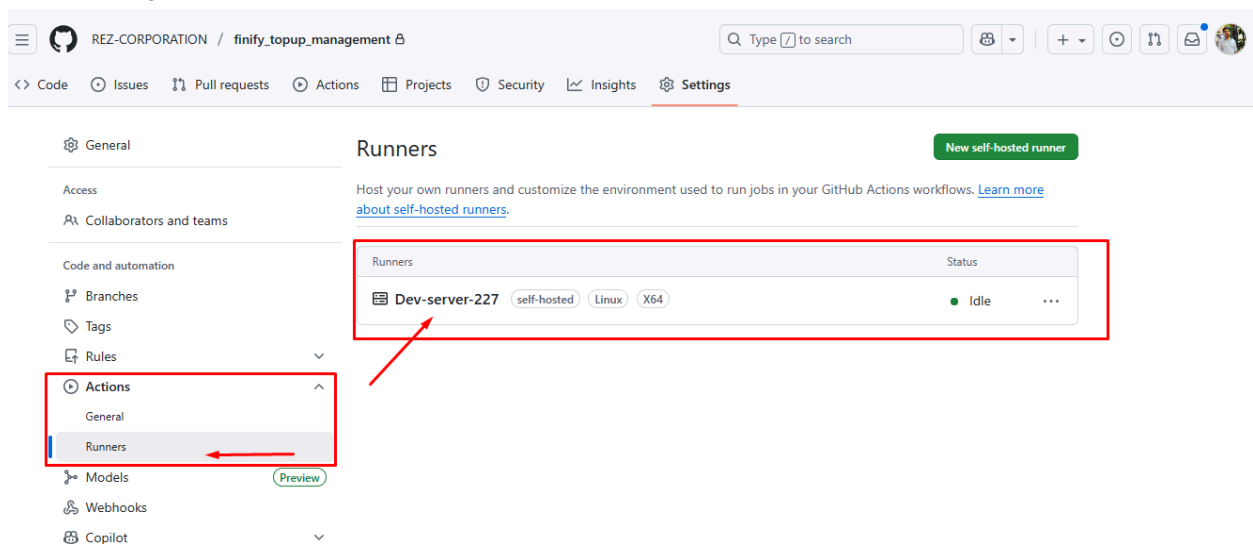 REZ-CORPORATION / finify_topup_management
Type / to search
Code Issues Pull requests Actions Projects Security Insights Settings
General
Access
Collaborators and teams
Code and automation
Branches
Tags
Rules
Actions
General
Runners
Models Preview
Webhooks
Copilot
Runners
New self-hosted runner
Host your own runners and customize the environment used to run jobs in your GitHub Actions workflows. Learn more
about self-hosted runners.
Runners Status
Dev-server-227 self-hosted Linux X64 Idle